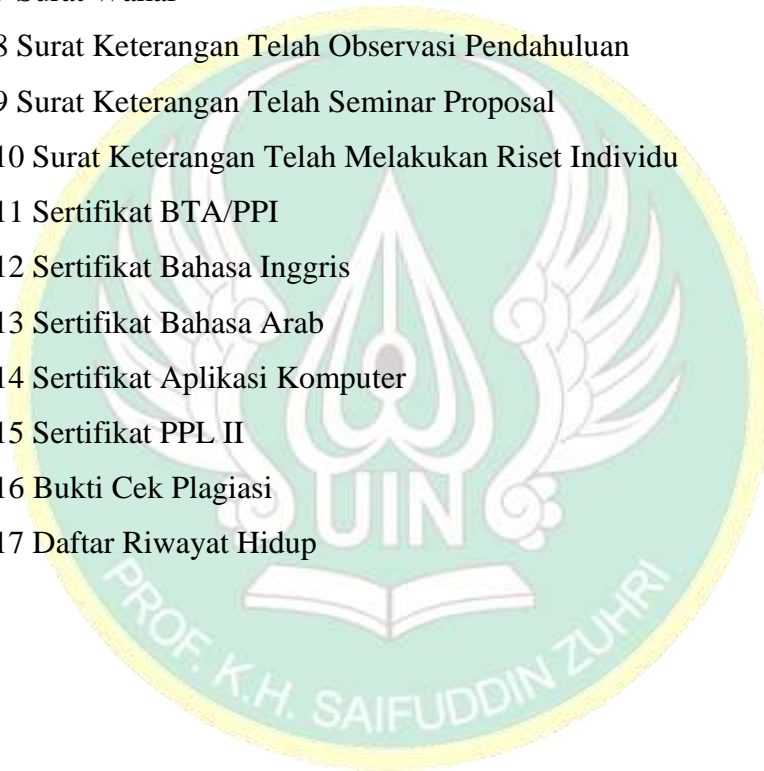 Surat
8 Surat Keterangan Telah Observasi Pendahuluan
9 Surat Keterangan Telah Seminar Proposal
10 Surat Keterangan Telah Melakukan Riset Individu
11 Sertifikat BTA/PPI
12 Sertifikat Bahasa Inggris
13 Sertifikat Bahasa Arab
14 Sertifikat Aplikasi Komputer
15 Sertifikat PPL II
16 Bukti Cek Plagiasi
17 Daftar Riwayat Hidup
UIN
PROF. K.H. SAIFUDDIN ZUHRI